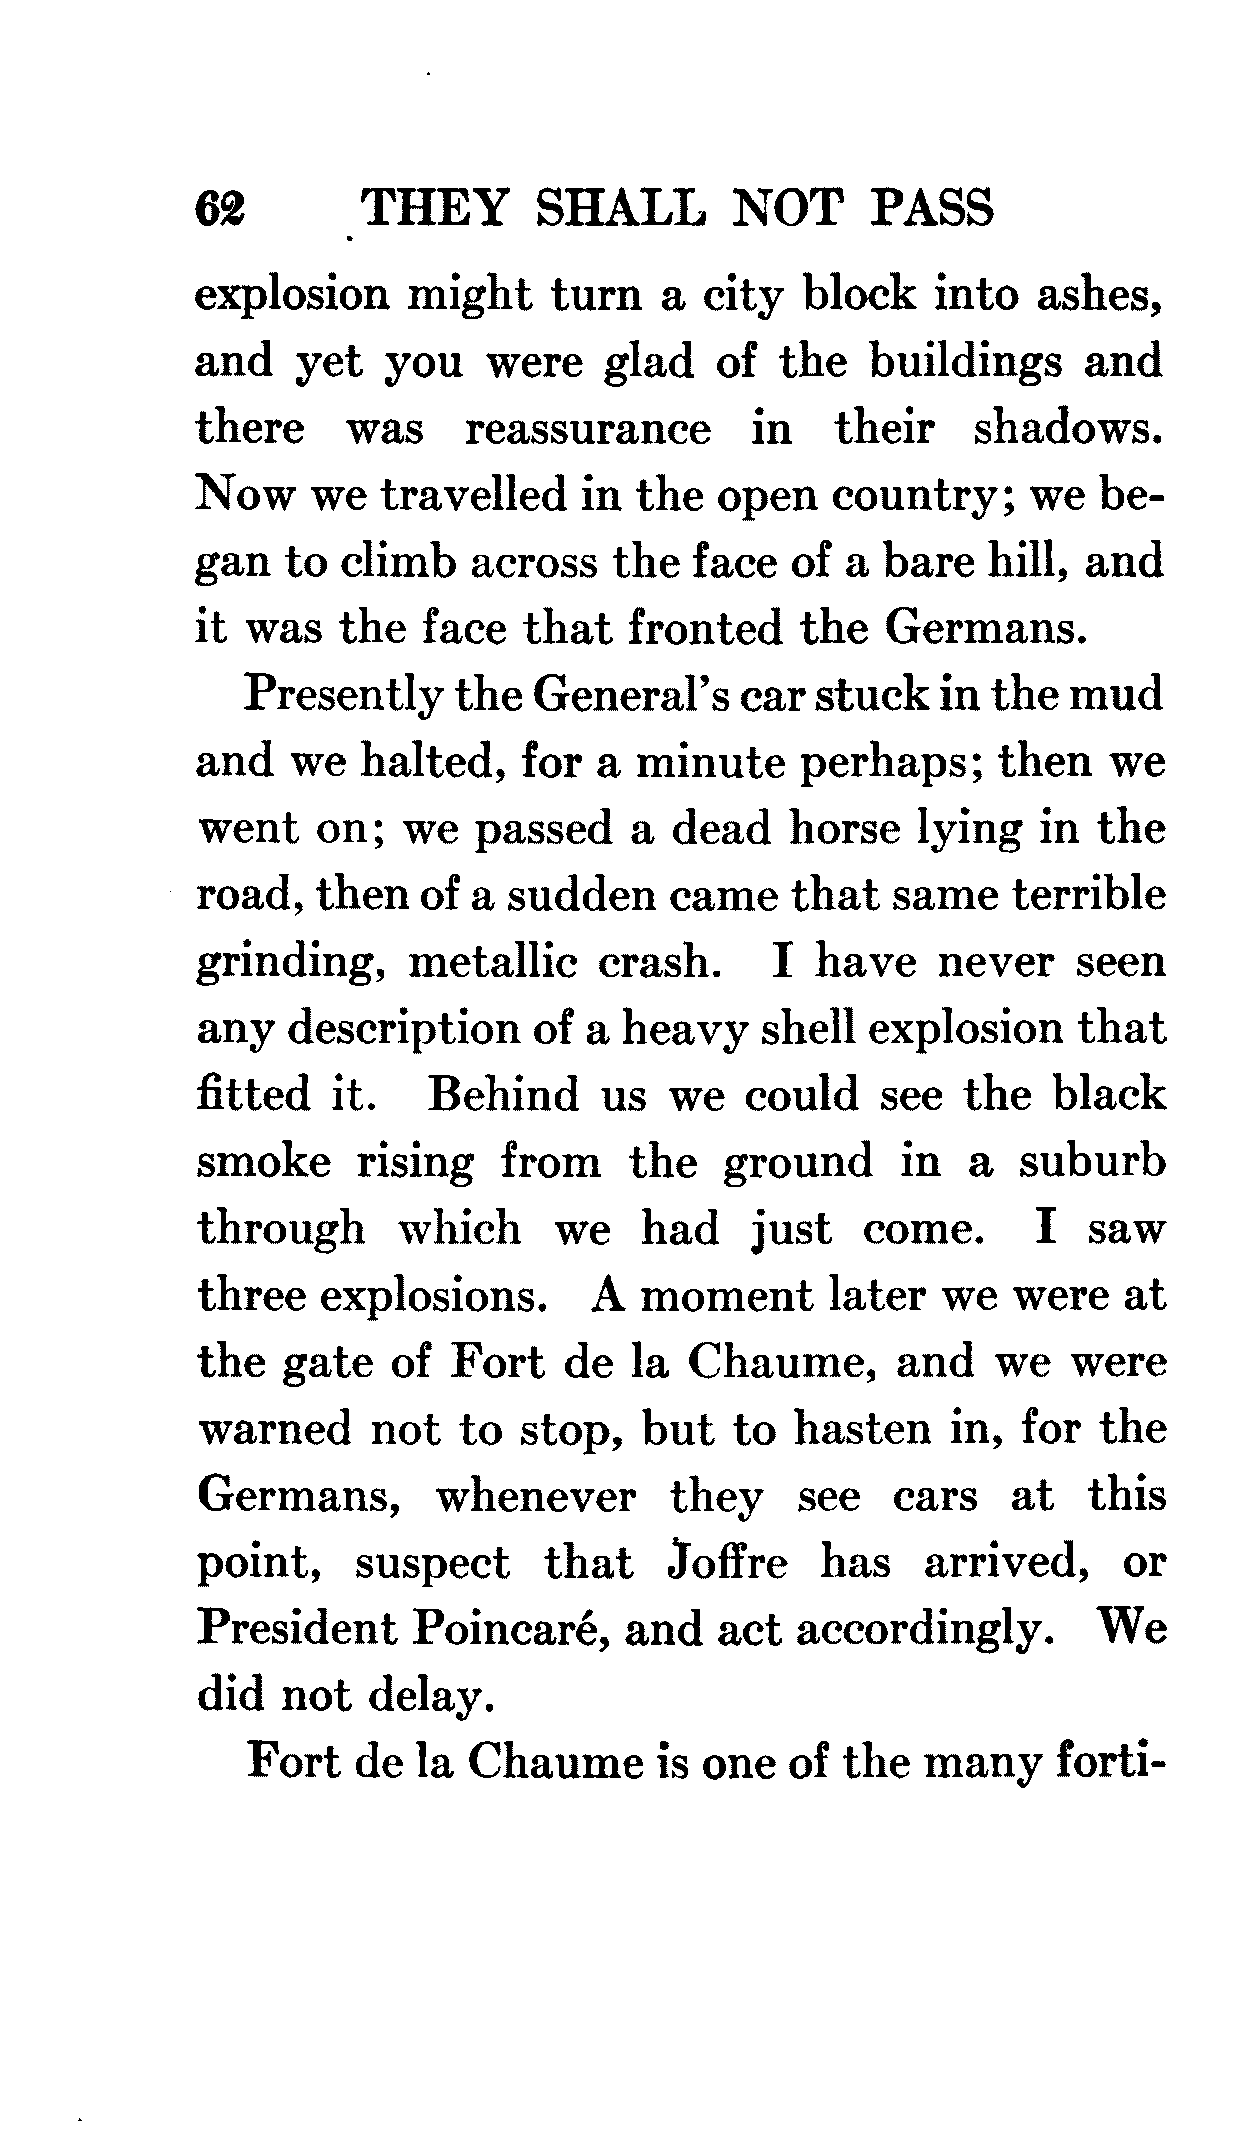 62 THEY SHALL NOT PASS
explosion might turn a city block into ashes,
and yet you were glad of the buildings and
there was reassurance in their shadows.
Now we travelled in the open country; we be-
gan to climb across the face of a bare hill, and
it was the face that fronted the Germans.
Presently the General's car stuck in the mud
and we halted, for a minute perhaps; then we
went on; we passed a dead horse lying in the
road, then of a sudden came that same terrible
grinding, metallic crash. I have never seen
any description of a heavy shell explosion that
fitted it. Behind us we could see the black
smoke rising from the ground in a suburb
through which we had just come. I saw
three explosions. A moment later we were at
the gate of Fort de la Chaume, and we were
warned not to stop, but to hasten in, for the
Germans, whenever they see cars at this
point, suspect that Joffre has arrived, or
President Poincaré, and act accordingly. We
did not delay.
Fort de la Chaume is one of the many forti-